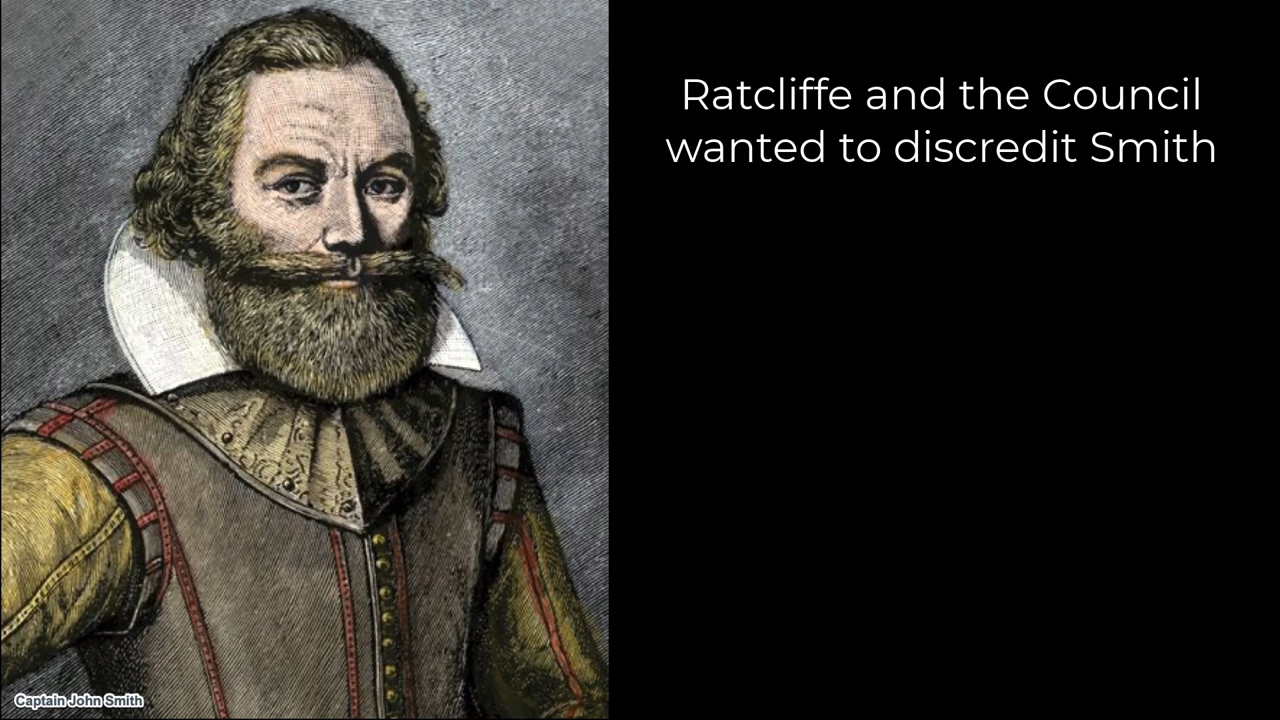 Ratcliffe and the Council
wanted to discredit Smith
Captain John Smith